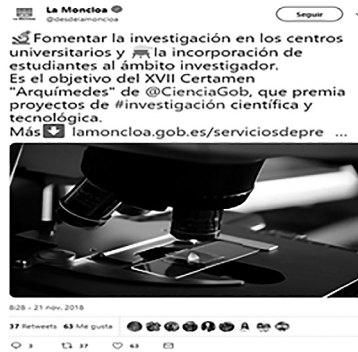 La Moncloa
@desdelamoncloa
Seguir
Fomentar la investigación en los centros
universitarios y la incorporación de
estudiantes al ámbito investigador.
Es el objetivo del XVII Certamen
"Arquímedes" de @CienciaGob, que premia
proyectos de #investigación científica y
tecnológica.
Más lamoncloa.gob.es/serviciosdepre ...
8:28 - 21 nov. 2018
37 Retweets 63 Me gusta
3 37 63